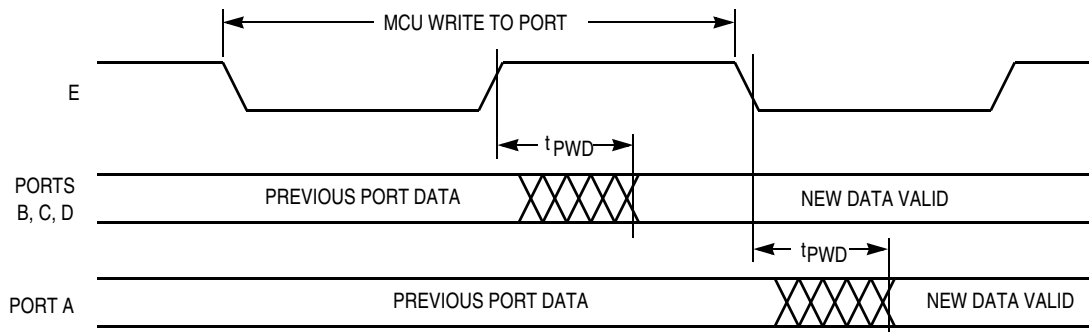 MCU WRITE TO PORT
E
tPWD
PORTS
B, C, D
PREVIOUS PORT DATA
NEW DATA VALID
tPWD
PORT A
PREVIOUS PORT DATA
NEW DATA VALID